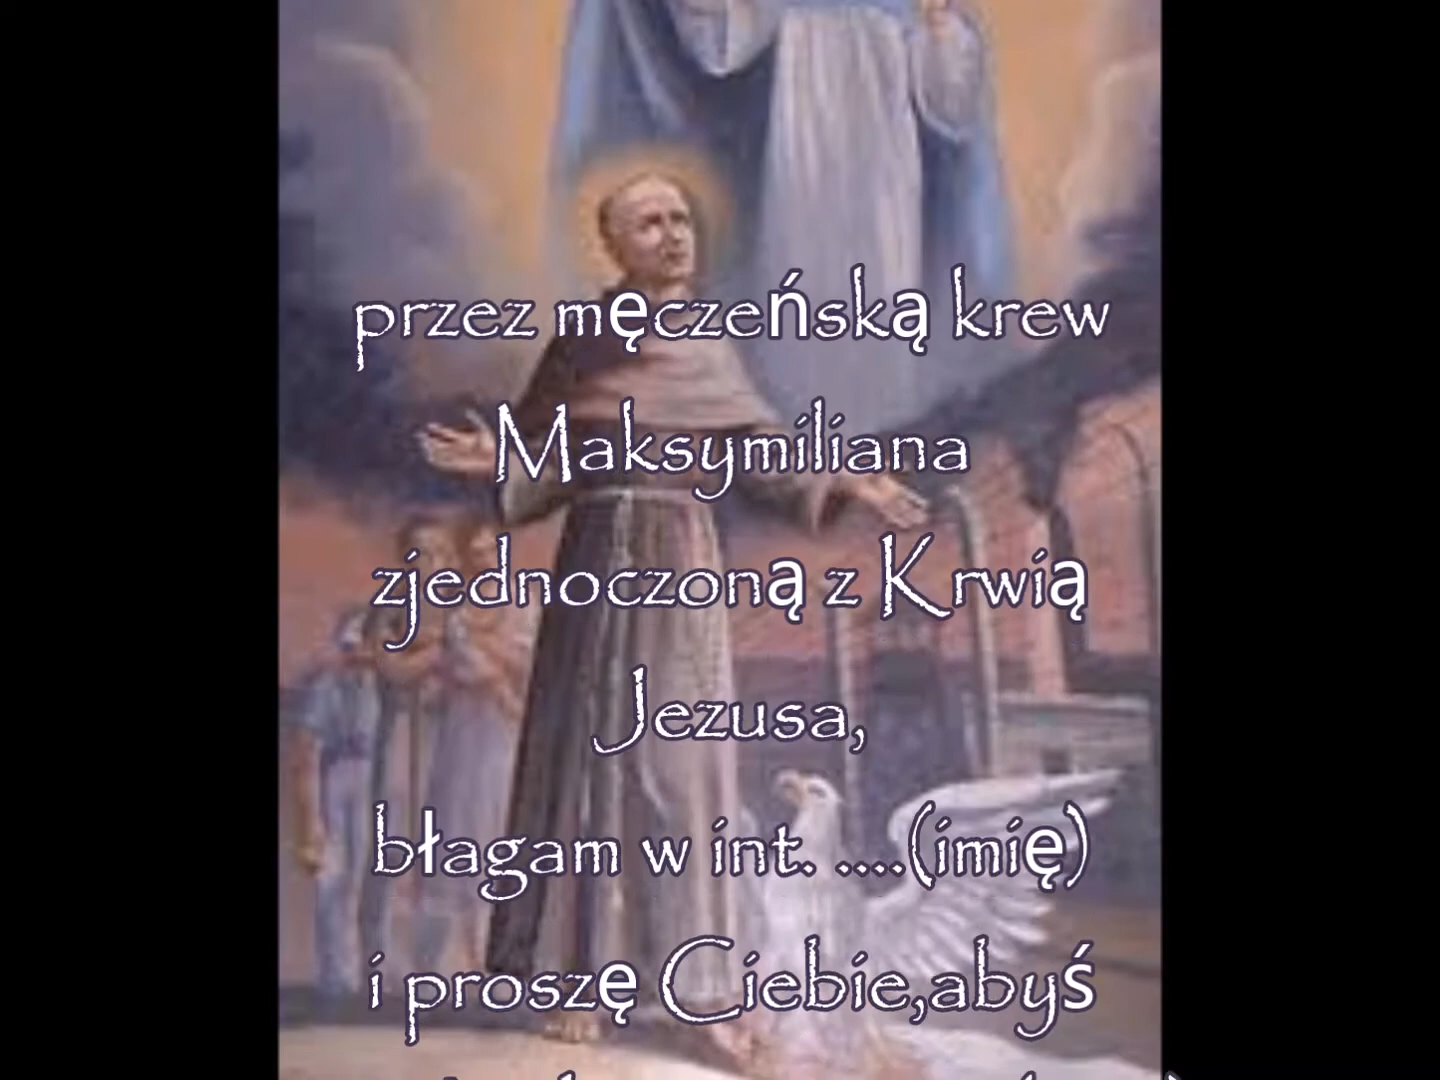 przez męczeńską krew
Maksymiliana
zjednoczoną z Krwią
Jezusa,
błagam w int. ....(imię)
i proszę Ciebie,abyś